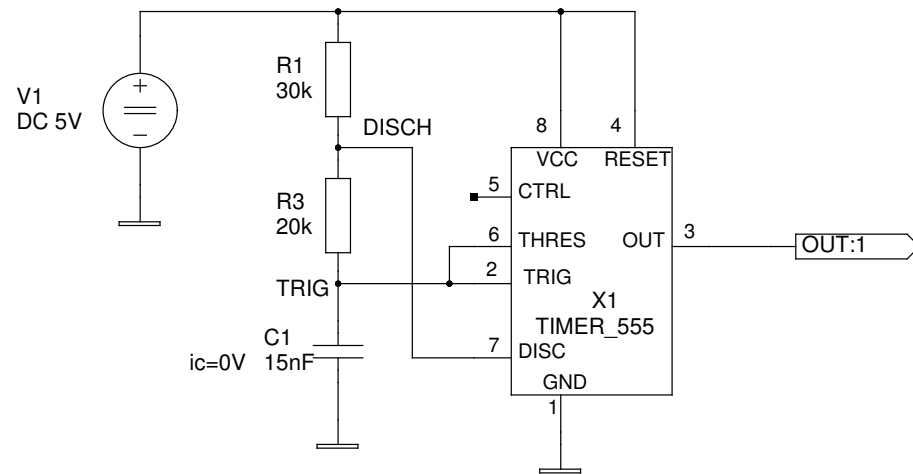 R1
30k
V1
DC 5V
DISCH
8
4
VCC
RESET
5
CTRL
R3
20k
6
THRES
OUT
3
OUT:1
2
TRIG
TRIG
X1
TIMER_555
C1
ic=0V
15nF
7
DISC
GND
1